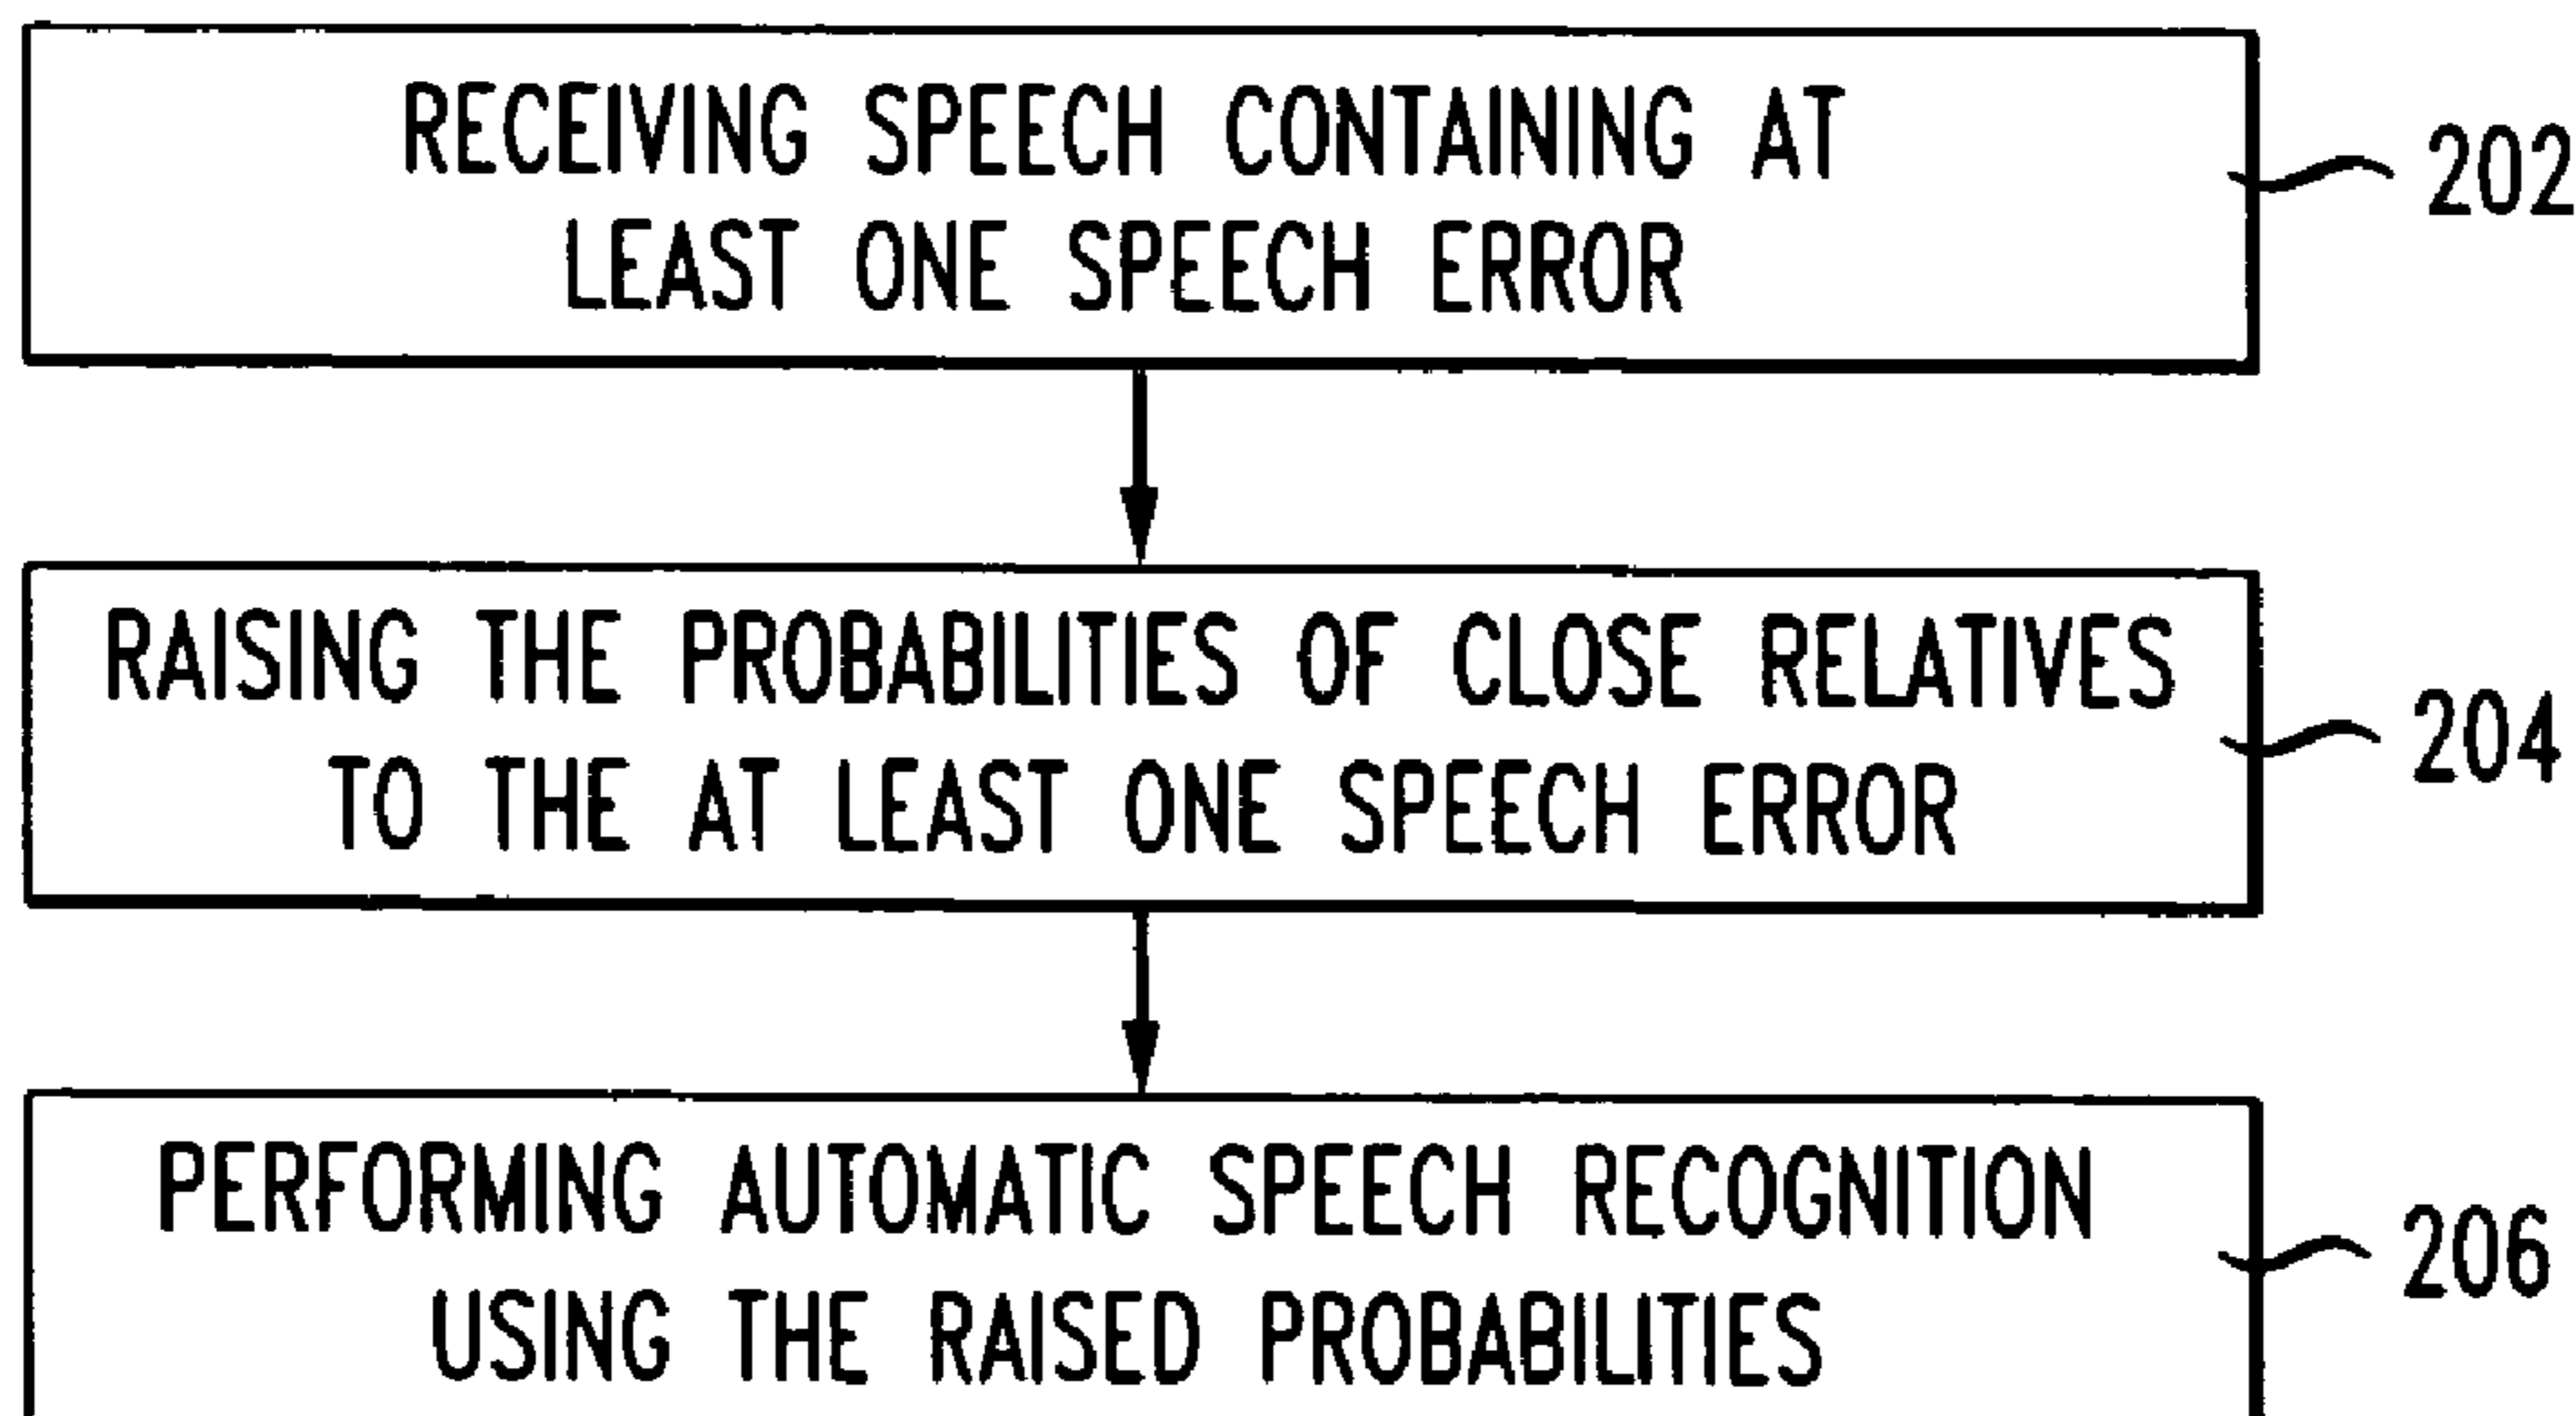 RECEIVING SPEECH CONTAINING AT
LEAST ONE SPEECH ERROR
202
RAISING THE PROBABILITIES OF CLOSE RELATIVES
TO THE AT LEAST ONE SPEECH ERROR
204
PERFORMING AUTOMATIC SPEECH RECOGNITION
USING THE RAISED PROBABILITIES
206